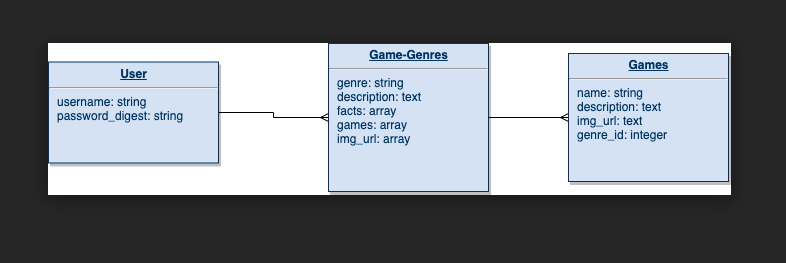 User
username: string
password_digest: string
Game-Genres
genre: string
description: text
facts: array
games: array
img_url: array
Games
name: string
description: text
img_url: text
genre_id: integer